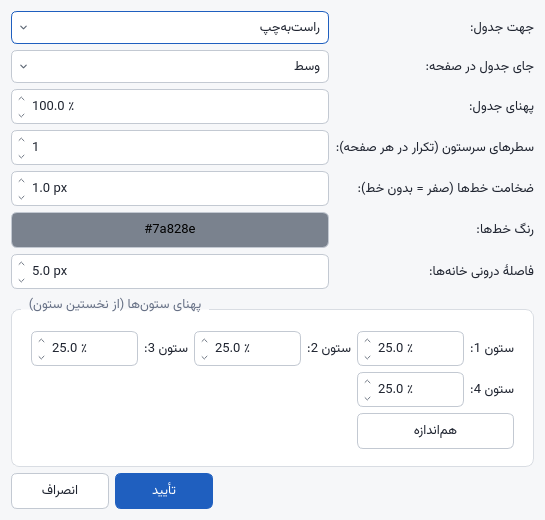 جهت جدول: راست‌به‌چپ
جای جدول در صفحه: وسط
پهنای جدول: 100.0 ٪
سطرهای سرستون (تکرار در هر صفحه): 1
ضخامت خط‌ها (صفر = بدون خط): 1.0 px
رنگ خط‌ها: #7a828e
فاصلهٔ درونی خانه‌ها: 5.0 px
پهنای ستون‌ها (از نخستین ستون)
ستون 1: 25.0 ٪ ستون 2: 25.0 ٪ ستون 3: 25.0 ٪
ستون 4: 25.0 ٪
هم‌اندازه
تأیید انصراف